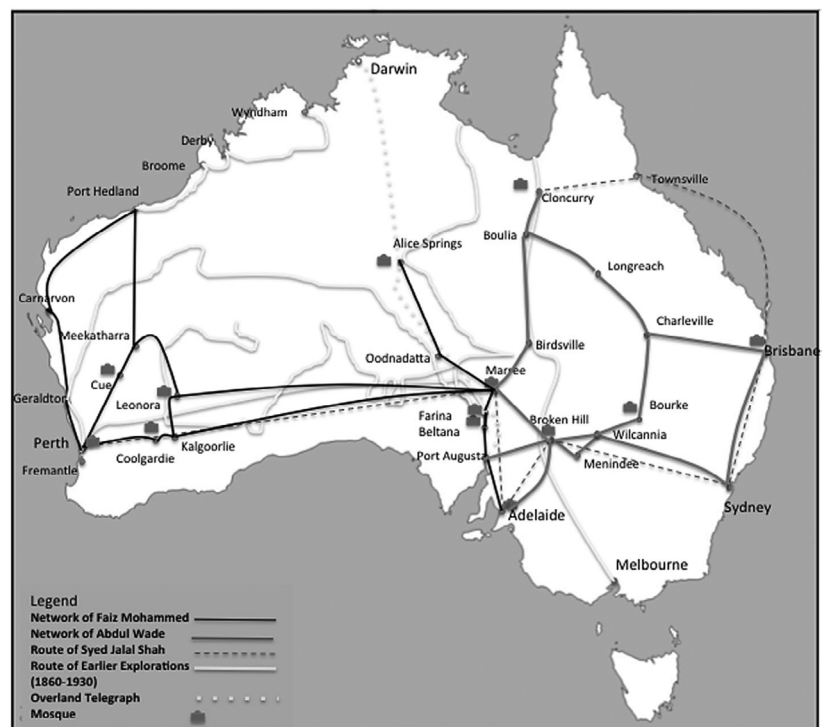 Darwin
Wyndham
Derby
Broome
Port Hedland
Townsville
Cloncurry
Alice Springs
Boulia
Longreach
Carnarvon
Charleville
Meekatharra
Birdsville
Brisbane
Oodnadatta
Marree
Cue
Geraldton
Leonora
Bourke
Farina
Broken Hill
Beltana
Wilcannia
Perth
Kalgoorlie
Port Augusta
Coolgardie
Menindee
Fremantle
Sydney
Adelaide
Melbourne
Legend
Network of Faiz Mohammed
Network of Abdul Wade
Route of Syed Jalal Shah
Route of Earlier Explorations
(1860-1930)
Overland Telegraph
Mosque